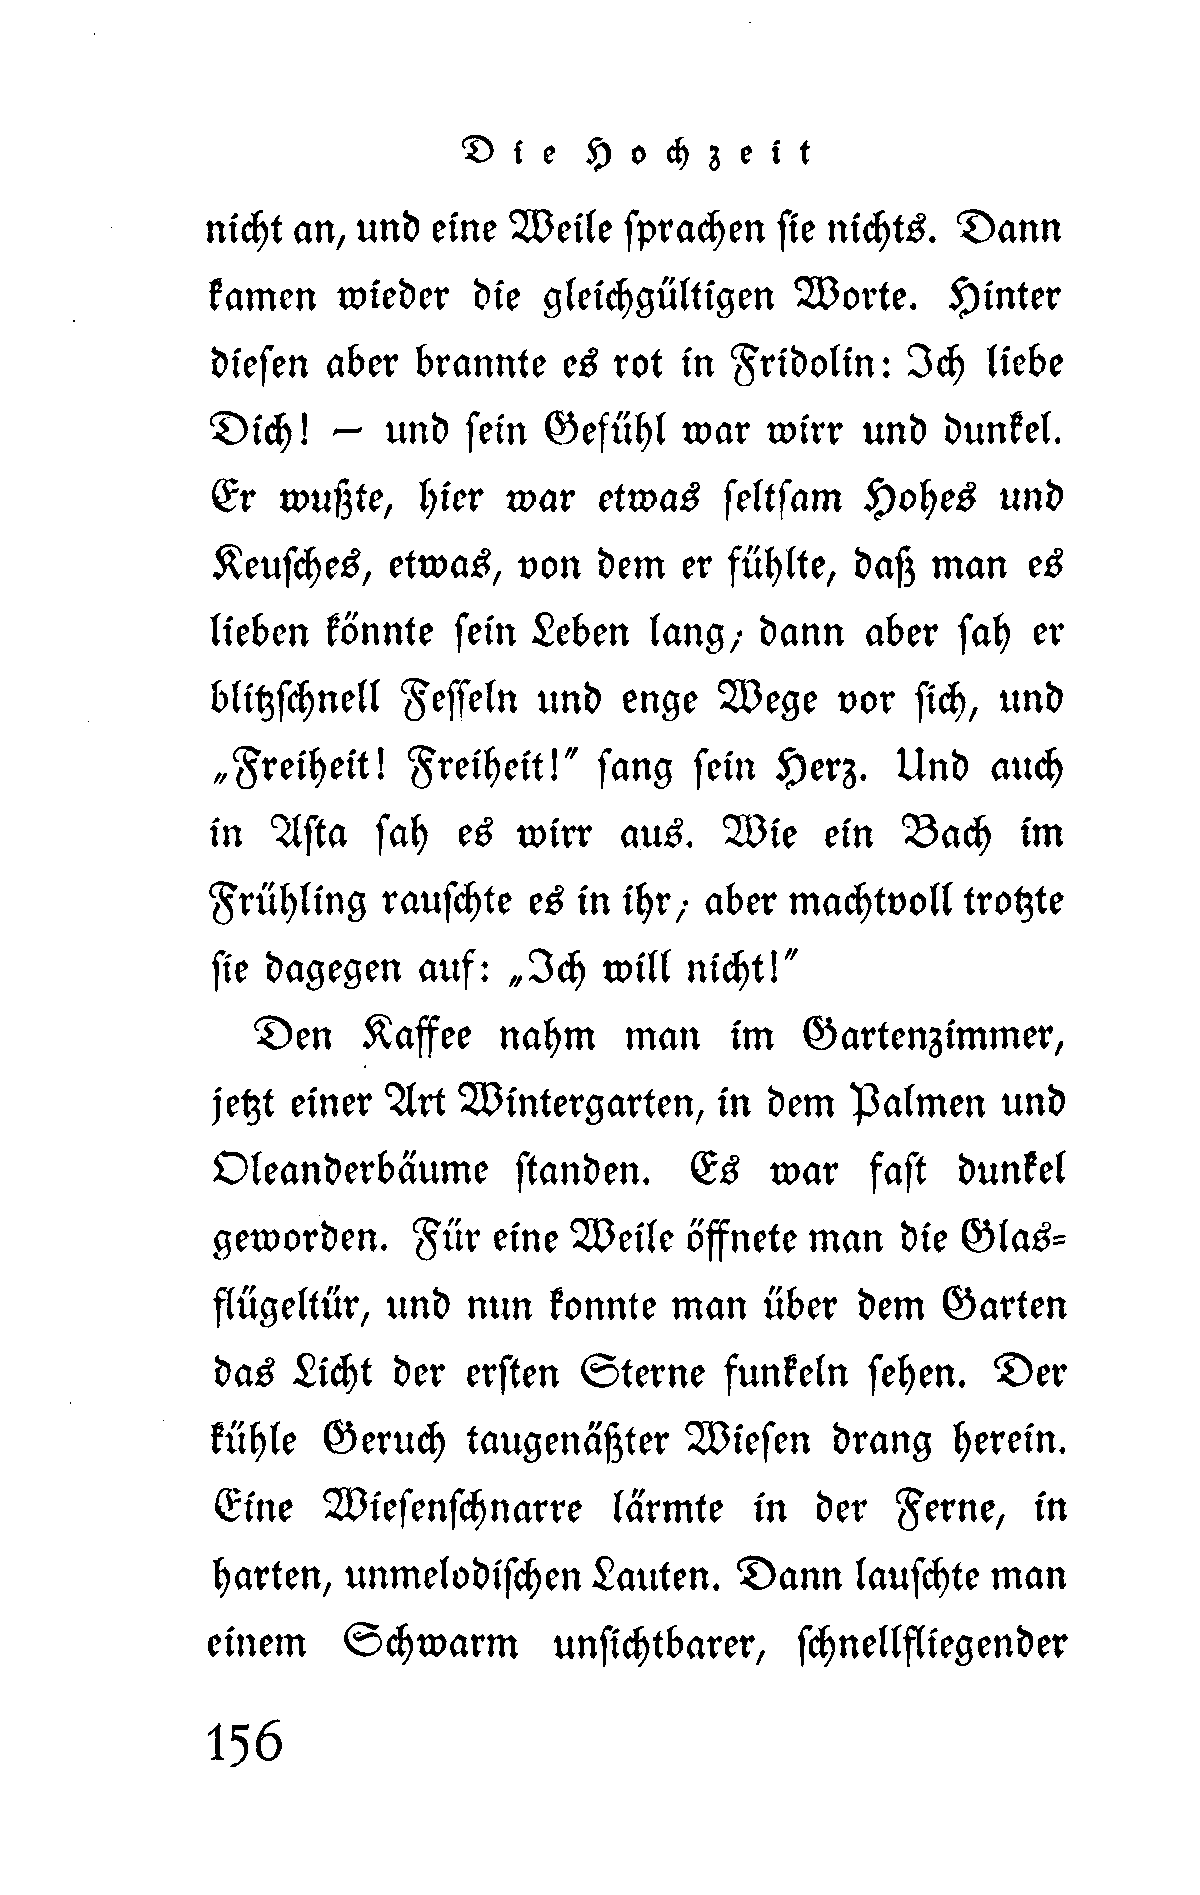 Die Hochzeit
nicht an, und eine Weile sprachen sie nichts. Dann
kamen wieder die gleichgültigen Worte. Hinter
diesen aber brannte es rot in Fridolin: Ich liebe
Dich! — und sein Gefühl war wirr und dunkel.
Er wußte, hier war etwas seltsam Hohes und
Keusches, etwas, von dem er fühlte, daß man es
lieben könnte sein Leben lang; dann aber sah er
blitzschnell Fesseln und enge Wege vor sich, und
„Freiheit! Freiheit!“ sang sein Herz. Und auch
in Asta sah es wirr aus. Wie ein Bach im
Frühling rauschte es in ihr; aber machtvoll trotzte
sie dagegen auf: „Ich will nicht!“
Den Kaffee nahm man im Gartenzimmer,
jetzt einer Art Wintergarten, in dem Palmen und
Oleanderbäume standen. Es war fast dunkel
geworden. Für eine Weile öffnete man die Glas-
flügeltür, und nun konnte man über dem Garten
das Licht der ersten Sterne funkeln sehen. Der
kühle Geruch taugenäßter Wiesen drang herein.
Eine Wiesenschnarre lärmte in der Ferne, in
harten, unmelodischen Lauten. Dann lauschte man
einem Schwarm unsichtbarer, schnellfliegender
156